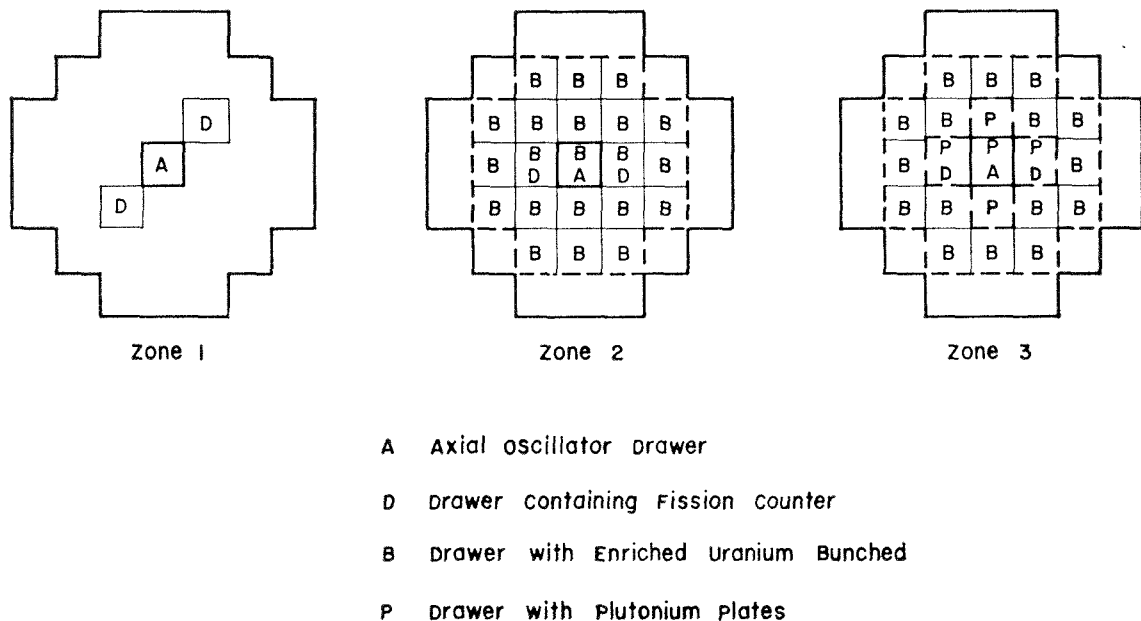 D
A
D
Zone 1
B B B
B B B B B
B B B
B D A D B
B B B B B
B B B
Zone 2
B B B
B B P B B
P P P
B D A D B
B B P B B
B B B
Zone 3
A Axial Oscillator Drawer
D Drawer Containing Fission Counter
B Drawer with Enriched Uranium Bunched
P Drawer with Plutonium Plates